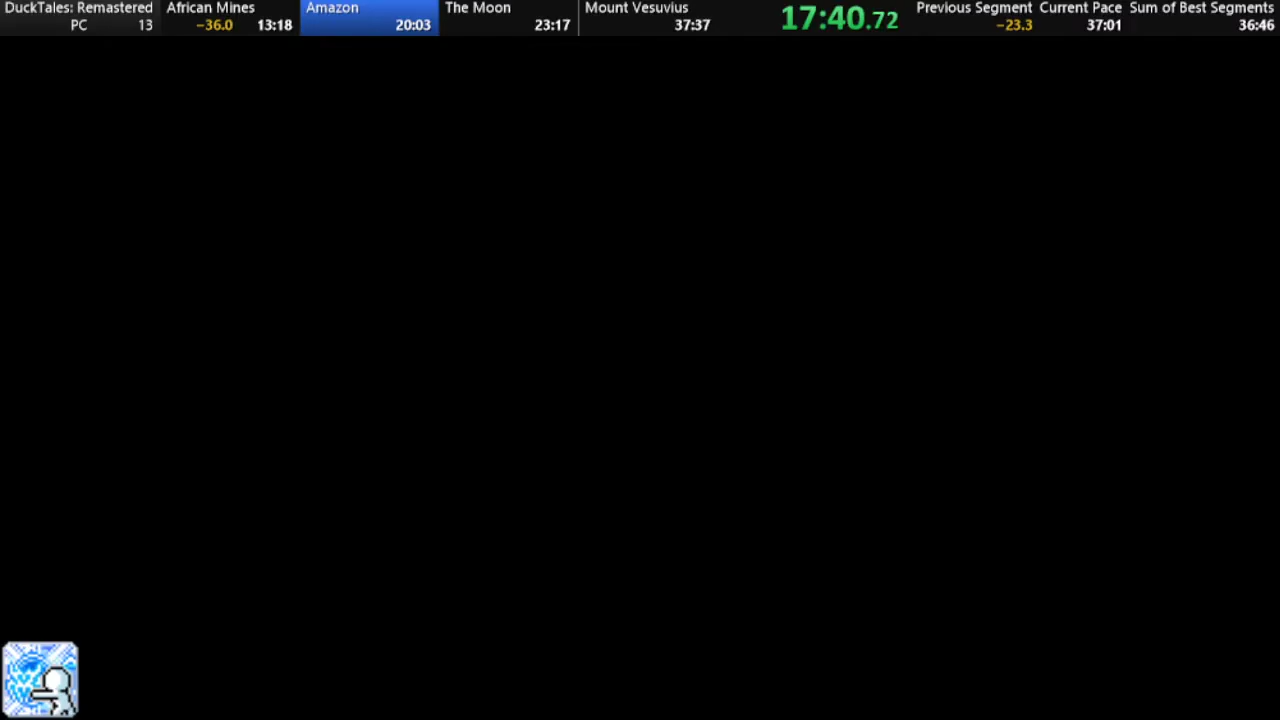 DuckTales: Remastered African Mines Amazon The Moon Mount Vesuvius 17:40.72 Previous Segment Current Pace Sum of Best Segments
PC 13 −36.0 13:18 20:03 23:17 37:37 −23.3 37:01 36:46